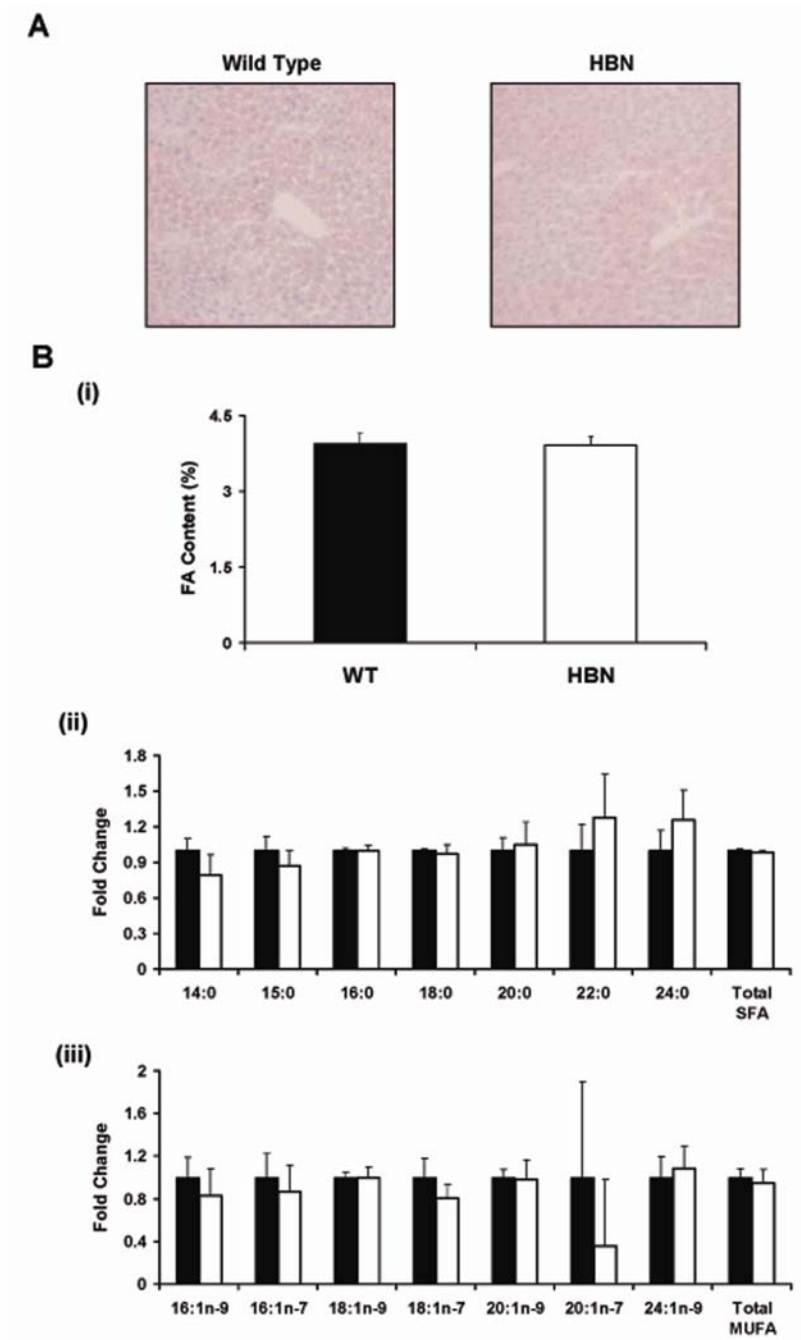 A
Wild Type HBN
B
(i)
4.5
3
1.5
0
FA Content (%)
WT HBN
(ii)
1.8
1.5
1.2
0.9
0.6
0.3
0
Fold Change
14:0 15:0 16:0 18:0 20:0 22:0 24:0 Total
SFA
(iii)
2
1.6
1.2
0.8
0.4
0
Fold Change
16:1n-9 16:1n-7 18:1n-9 18:1n-7 20:1n-9 20:1n-7 24:1n-9 Total
MUFA